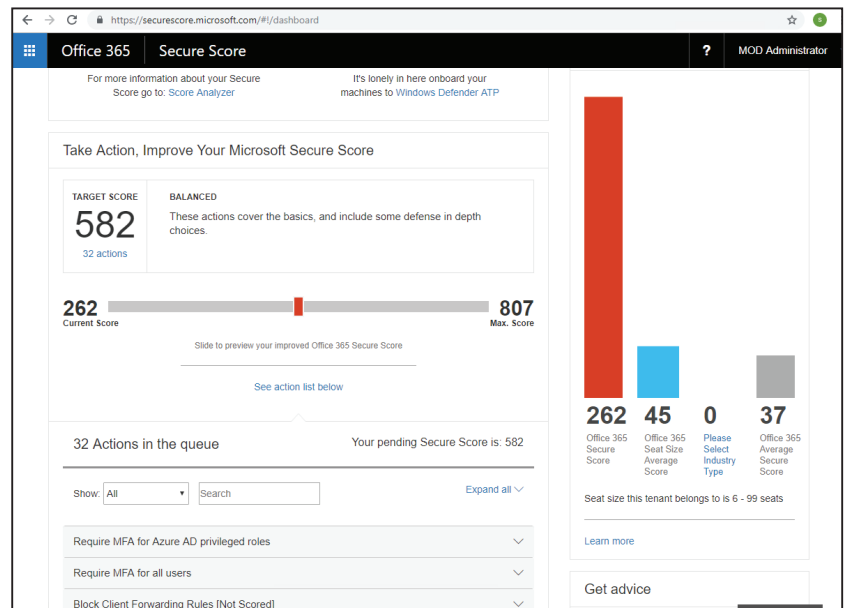 https://securescore.microsoft.com/#!/dashboard
S
Office 365
Secure Score
?
MOD Administrator
For more information about your Secure
Score go to: Score Analyzer
It's lonely in here onboard your
machines to Windows Defender ATP
Take Action, Improve Your Microsoft Secure Score
TARGET SCORE
582
32 actions
BALANCED
These actions cover the basics, and include some defense in depth
choices.
262
Current Score
807
Max. Score
Slide to preview your improved Office 365 Secure Score
See action list below
32 Actions in the queue
Your pending Secure Score is: 582
Show:
All
Search
Expand all
Require MFA for Azure AD privileged roles
Require MFA for all users
Block Client Forwarding Rules [Not Scored]
262
Office 365
Secure
Score
45
Office 365
Seat Size
Average
Score
0
Please
Select
Industry
Type
37
Office 365
Average
Secure
Score
Seat size this tenant belongs to is 6 - 99 seats
Learn more
Get advice